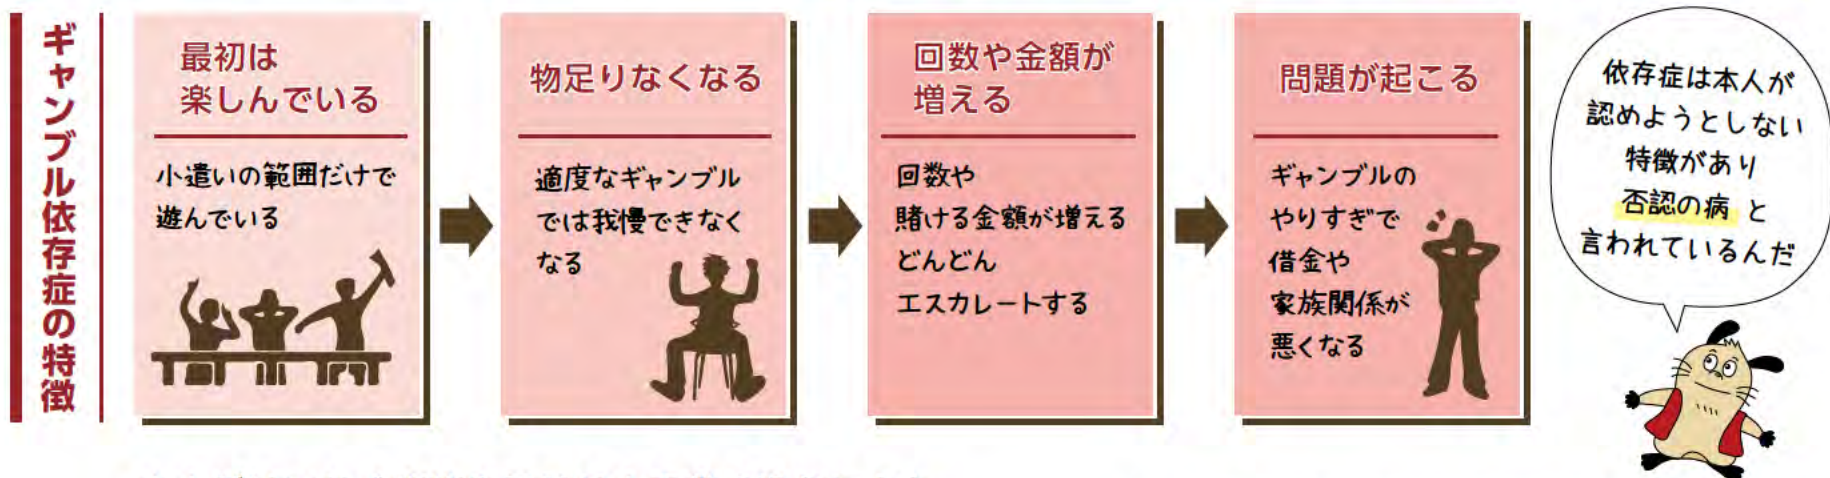 ギャンブル依存症の特徴
最初は
楽しんでいる
小遣いの範囲だけで
遊んでいる
物足りなくなる
適度なギャンブル
では我慢できなく
なる
回数や金額が
増える
回数や
賭ける金額が増える
どんどん
エスカレートする
問題が起こる
ギャンブルの
やりすぎで
借金や
家族関係が
悪くなる
依存症は本人が
認めようとしない
特徴があり
否認の病 と
言われているんだ